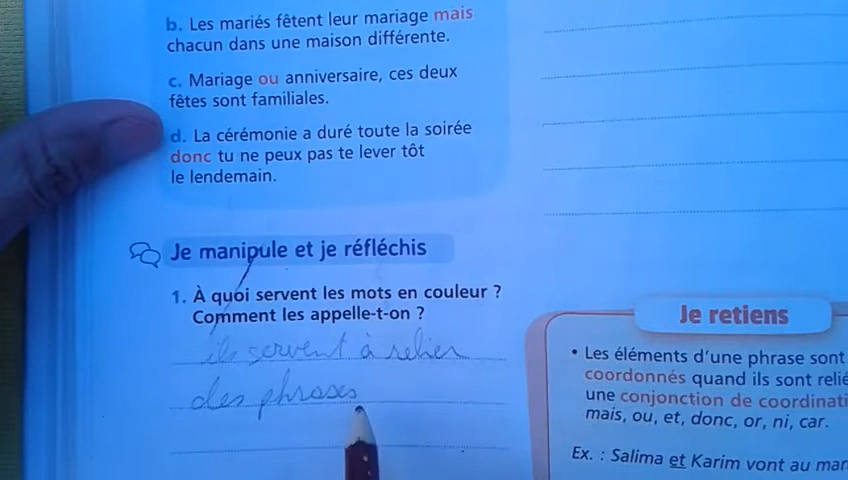 b. Les mariés fêtent leur mariage mais
chacun dans une maison différente.
c. Mariage ou anniversaire, ces deux
fêtes sont familiales.
d. La cérémonie a duré toute la soirée
donc tu ne peux pas te lever tôt
le lendemain.
Je manipule et je réfléchis
1. À quoi servent les mots en couleur ?
Comment les appelle-t-on ?
ils servent à relier
des phrases
Je retiens
• Les éléments d'une phrase sont
coordonnés quand ils sont relié
une conjonction de coordinati
mais, ou, et, donc, or, ni, car.
Ex. : Salima et Karim vont au mar